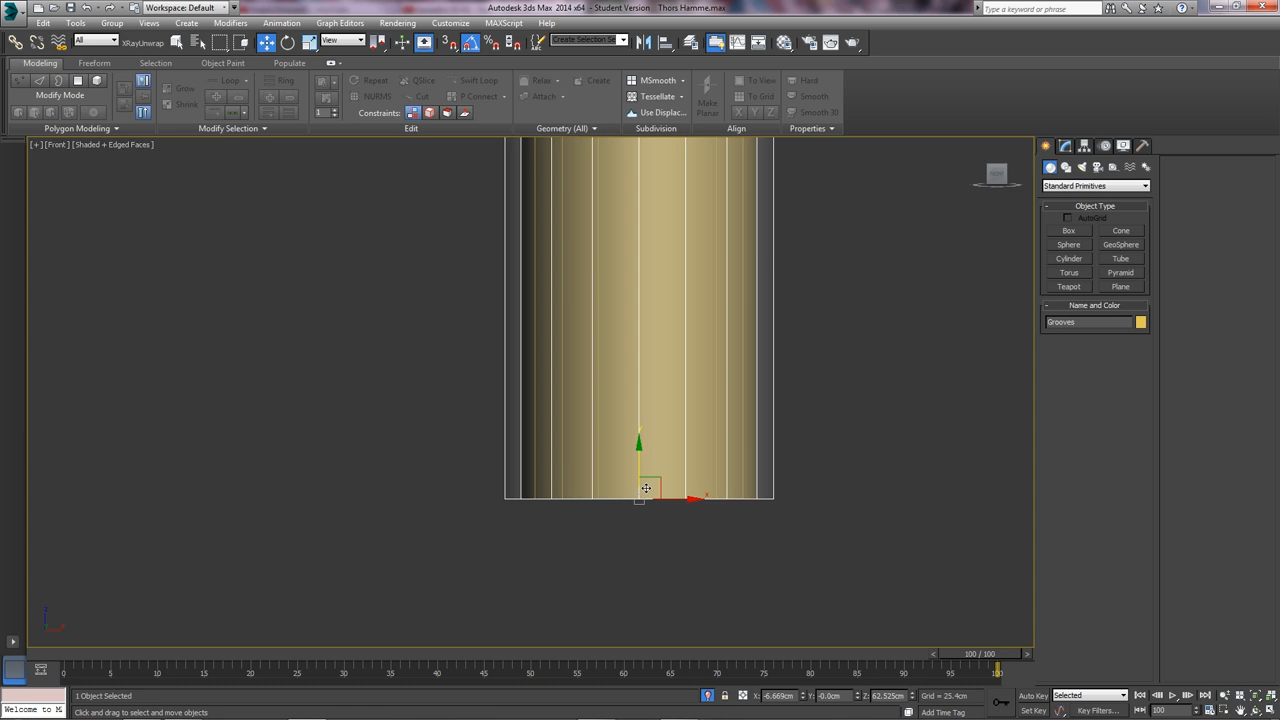 Workspace: Default
Autodesk 3ds Max 2014 x64 - Student Version Thors Hamme.max
Type a keyword or phrase
Edit Tools Group Views Create Modifiers Animation Graph Editors Rendering Customize MAXScript Help
All XRayUnwrap View Create Selection Se
Modeling Freeform Selection Object Paint Populate
Grow Loop Ring Repeat QSlice Swift Loop Relax Create MSmooth To View Hard
Modify Mode Shrink NURMS Cut P Connect Attach Tessellate Make Planar To Grid Smooth
1 Constraints: Use Displac... X Y Z Smooth 30
Polygon Modeling Modify Selection Edit Geometry (All) Subdivision Align Properties
[+] [Front ] [Shaded + Edged Faces ]
FRONT
Standard Primitives
- Object Type
AutoGrid
Box Cone
Sphere GeoSphere
Cylinder Tube
Torus Pyramid
Teapot Plane
- Name and Color
Grooves
y
x
z
x
< 100 / 100 >
0 5 10 15 20 25 30 35 40 45 50 55 60 65 70 75 80 85 90 95 100
1 Object Selected X: -6.669cm Y: -0.0cm Z: 62.525cm Grid = 25.4cm Auto Key Selected
Welcome to M Click and drag to select and move objects Add Time Tag Set Key Key Filters... 100